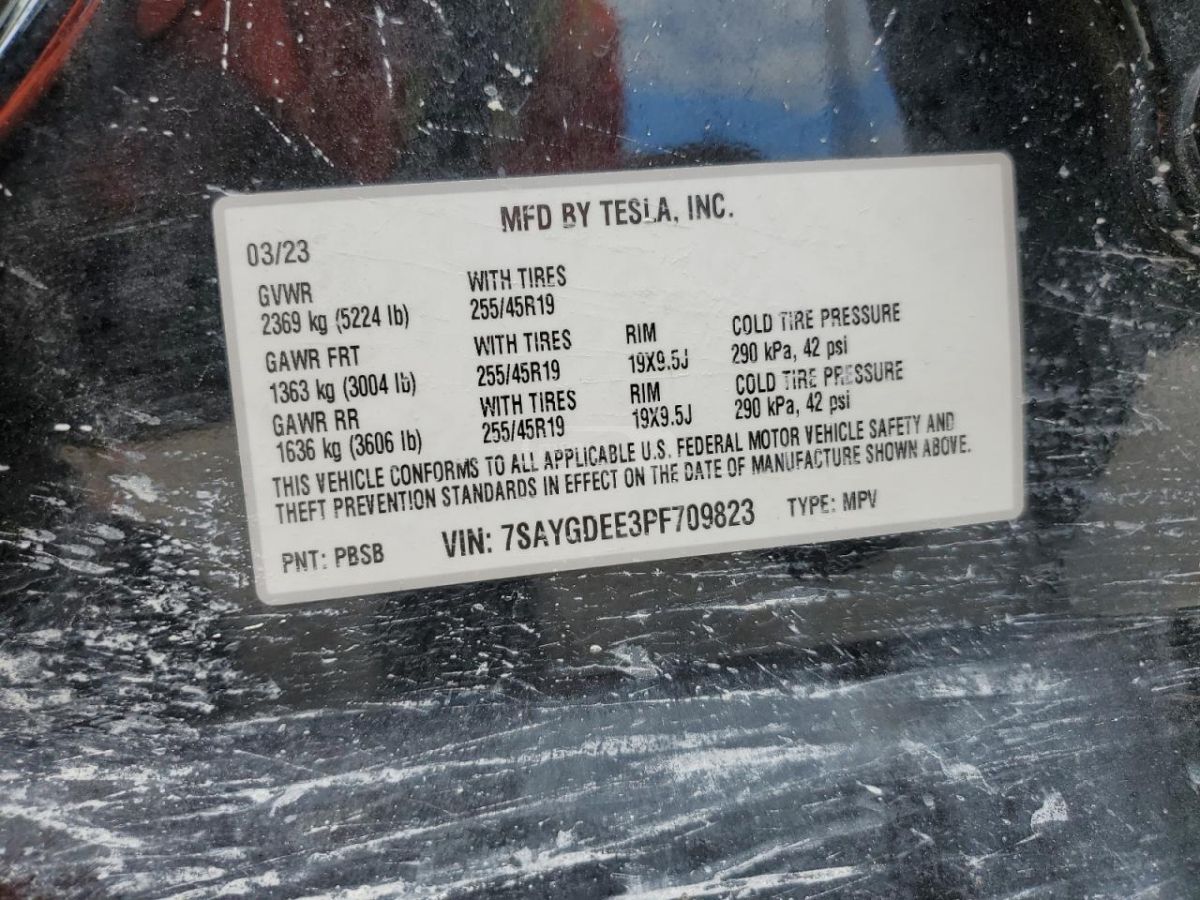 MFD BY TESLA, INC.
03/23
GVWR WITH TIRES
2369 kg (5224 lb) 255/45R19
GAWR FRT WITH TIRES RIM COLD TIRE PRESSURE
1363 kg (3004 lb) 255/45R19 19X9.5J 290 kPa, 42 psi
GAWR RR WITH TIRES RIM COLD TIRE PRESSURE
1636 kg (3606 lb) 255/45R19 19X9.5J 290 kPa, 42 psi
THIS VEHICLE CONFORMS TO ALL APPLICABLE U.S. FEDERAL MOTOR VEHICLE SAFETY AND
THEFT PREVENTION STANDARDS IN EFFECT ON THE DATE OF MANUFACTURE SHOWN ABOVE.
PNT: PBSB VIN: 7SAYGDEE3PF709823 TYPE: MPV